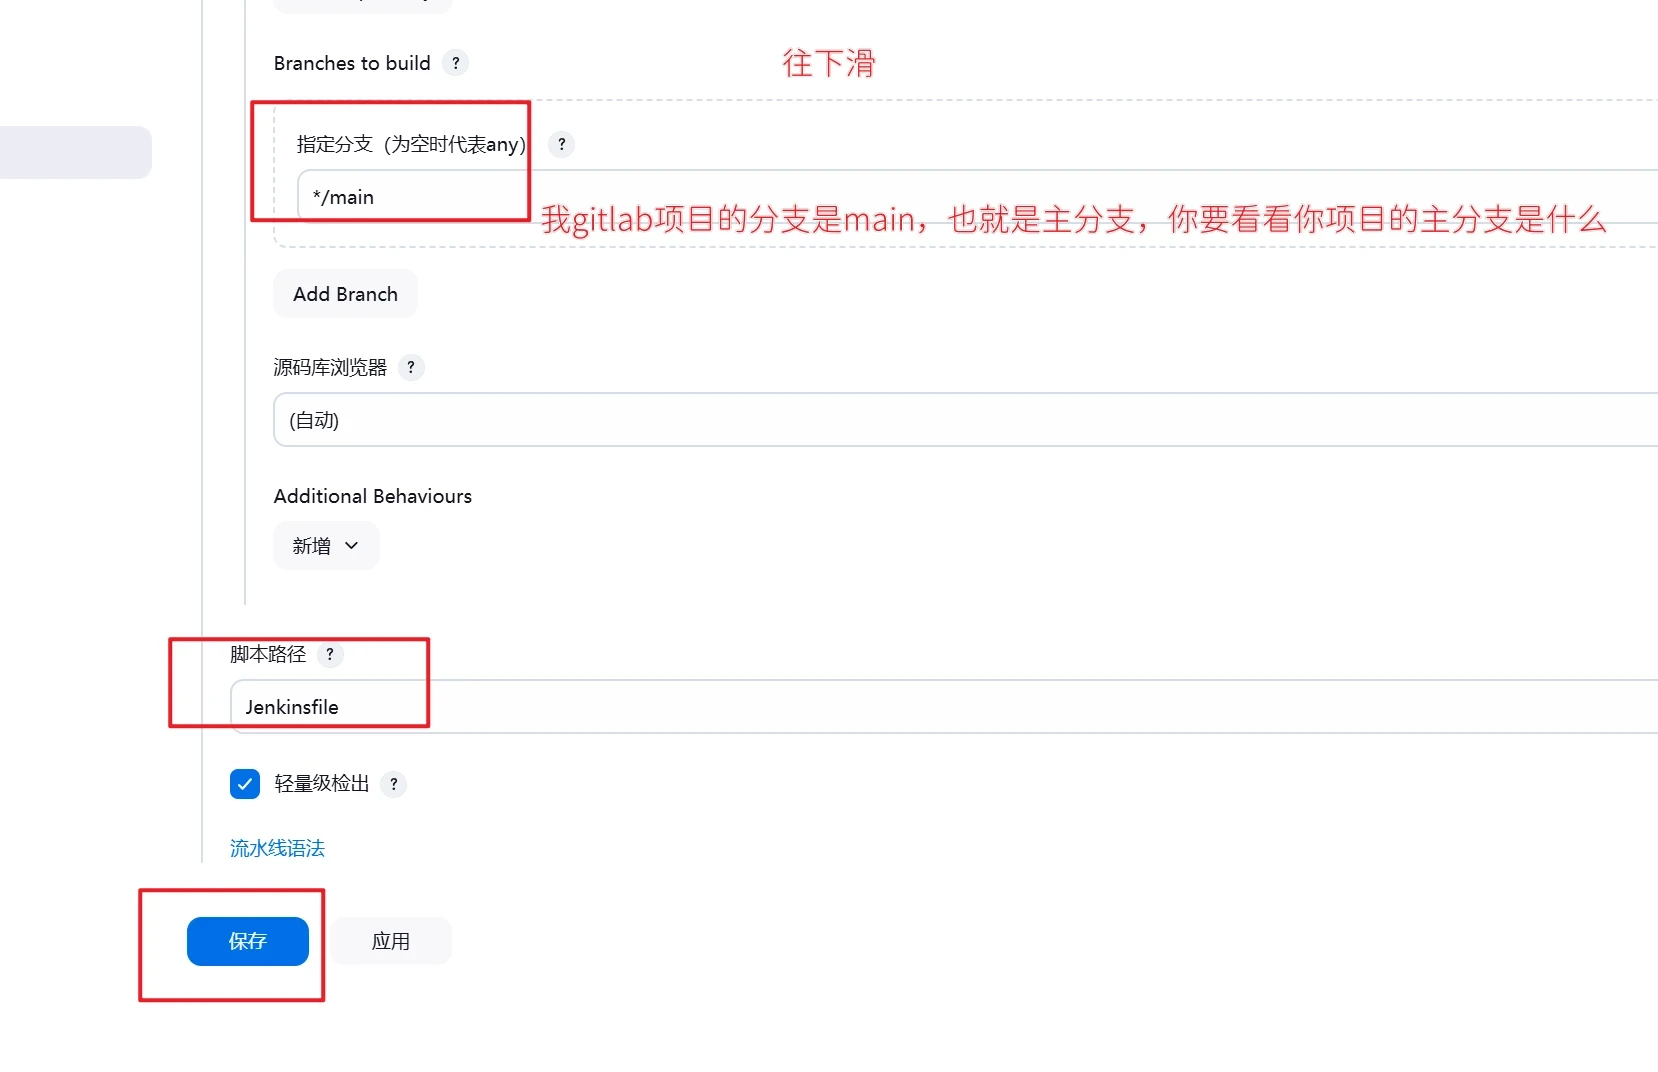 Branches to build ?
往下滑
指定分支（为空时代表any） ?
*/main
我gitlab项目的分支是main，也就是主分支，你要看看你项目的主分支是什么
Add Branch
源码库浏览器 ?
(自动)
Additional Behaviours
新增
脚本路径 ?
Jenkinsfile
轻量级检出 ?
流水线语法
保存 应用